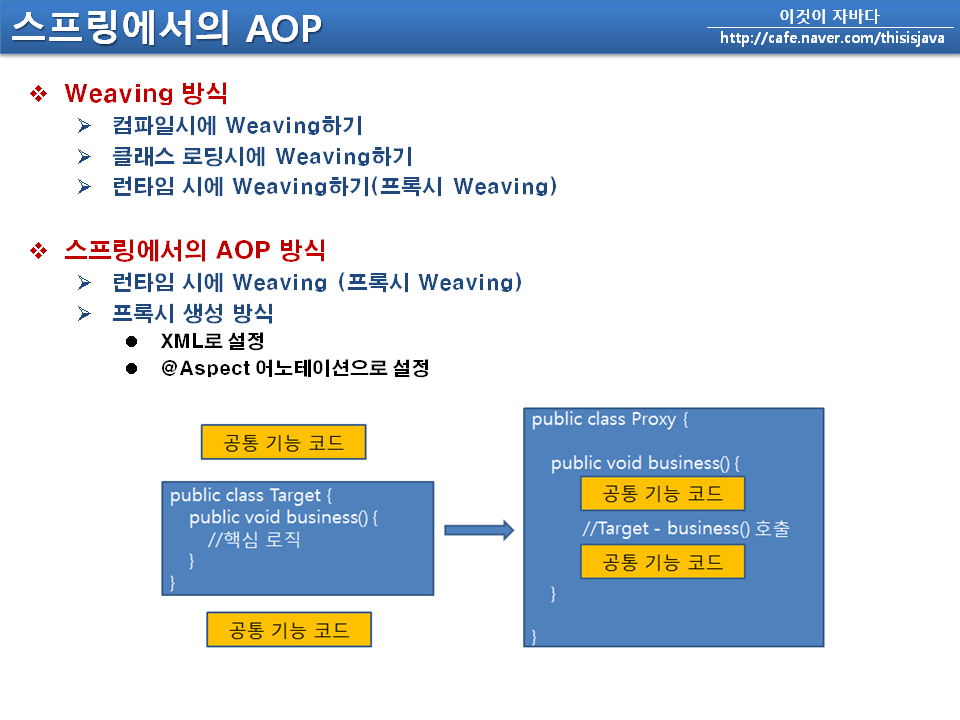 스프링에서의 AOP
이것이 자바다
http://cafe.naver.com/thisisjava
Weaving 방식
컴파일시에 Weaving하기
클래스 로딩시에 Weaving하기
런타임 시에 Weaving하기(프록시 Weaving)
스프링에서의 AOP 방식
런타임 시에 Weaving (프록시 Weaving)
프록시 생성 방식
XML로 설정
@Aspect 어노테이션으로 설정
공통 기능 코드
public class Target {
public void business() {
//핵심 로직
}
}
공통 기능 코드
public class Proxy {
public void business() {
공통 기능 코드
//Target - business() 호출
공통 기능 코드
}
}